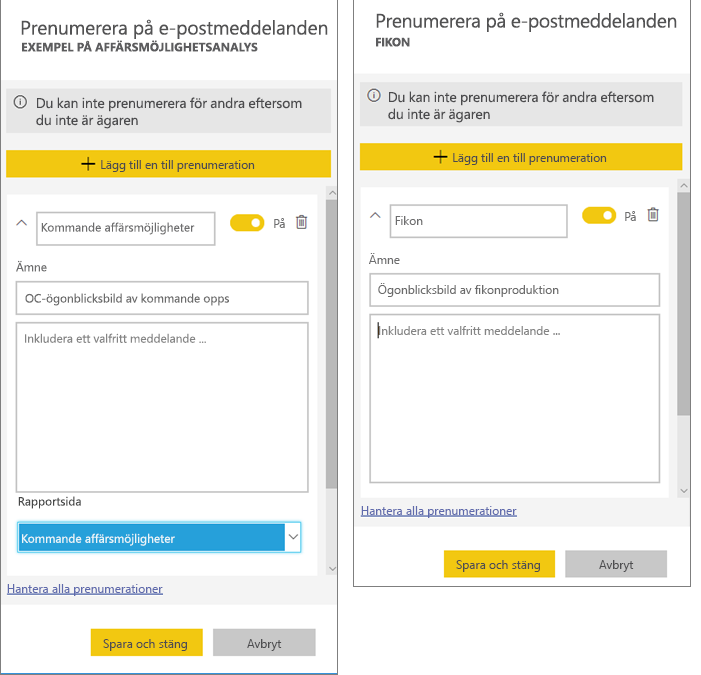 Prenumerera på e-postmeddelanden
EXEMPEL PÅ AFFÄRSMÖJLIGHETSANALYS
Du kan inte prenumerera för andra eftersom
du inte är ägaren
Lägg till en till prenumeration
Kommande affärsmöjligheter
På
Ämne
OC-ögonblicksbild av kommande opps
Inkludera ett valfritt meddelande ...
Rapportsida
Kommande affärsmöjligheter
Hantera alla prenumerationer
Spara och stäng
Avbryt
Prenumerera på e-postmeddelanden
FIKON
Du kan inte prenumerera för andra eftersom
du inte är ägaren
Lägg till en till prenumeration
Fikon
På
Ämne
Ögonblicksbild av fikonproduktion
Inkludera ett valfritt meddelande ...
Hantera alla prenumerationer
Spara och stäng
Avbryt